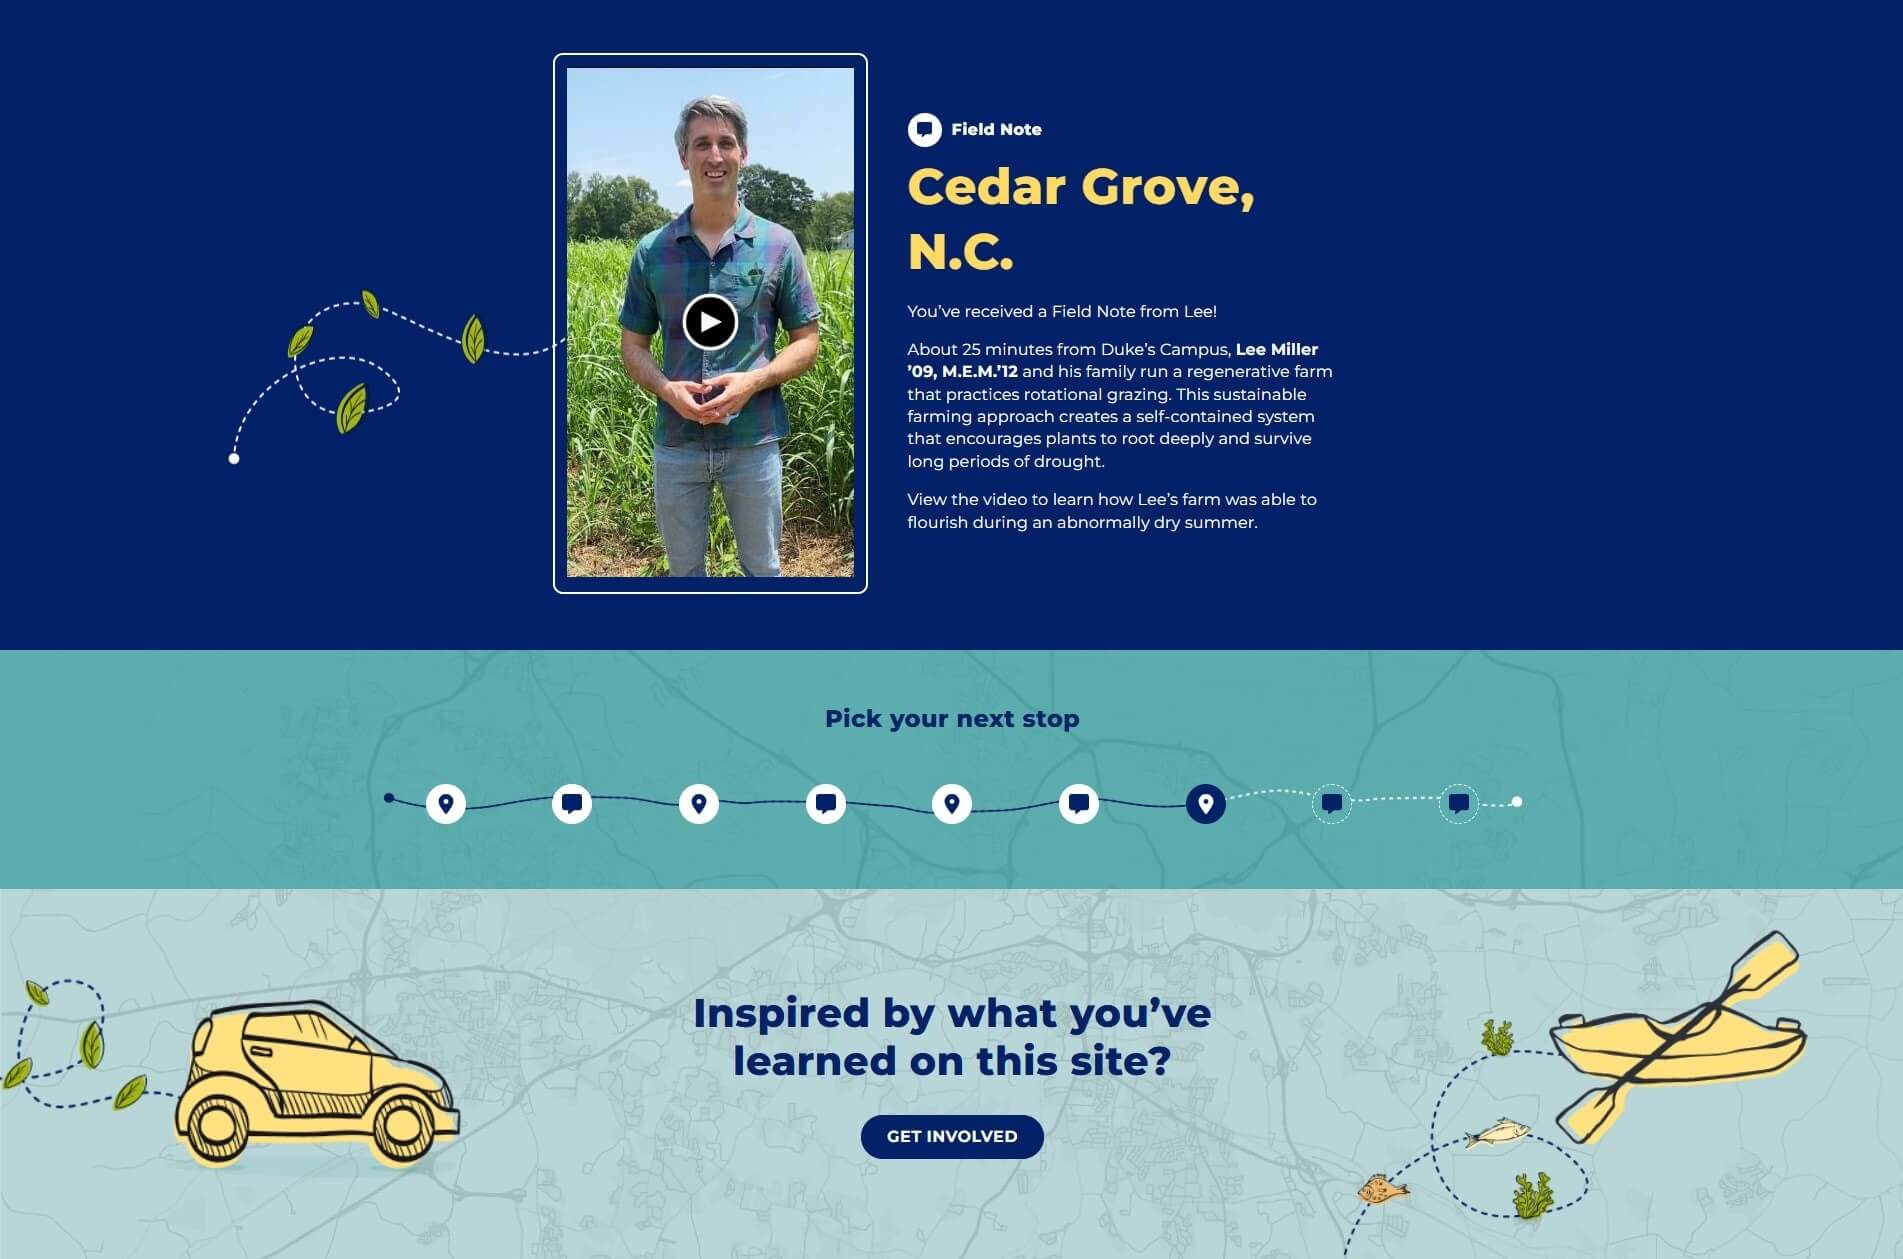 Field Note
Cedar Grove,
N.C.
You’ve received a Field Note from Lee!
About 25 minutes from Duke’s Campus, Lee Miller
’09, M.E.M.’12 and his family run a regenerative farm
that practices rotational grazing. This sustainable
farming approach creates a self-contained system
that encourages plants to root deeply and survive
long periods of drought.
View the video to learn how Lee’s farm was able to
flourish during an abnormally dry summer.
Pick your next stop
Inspired by what you’ve
learned on this site?
GET INVOLVED